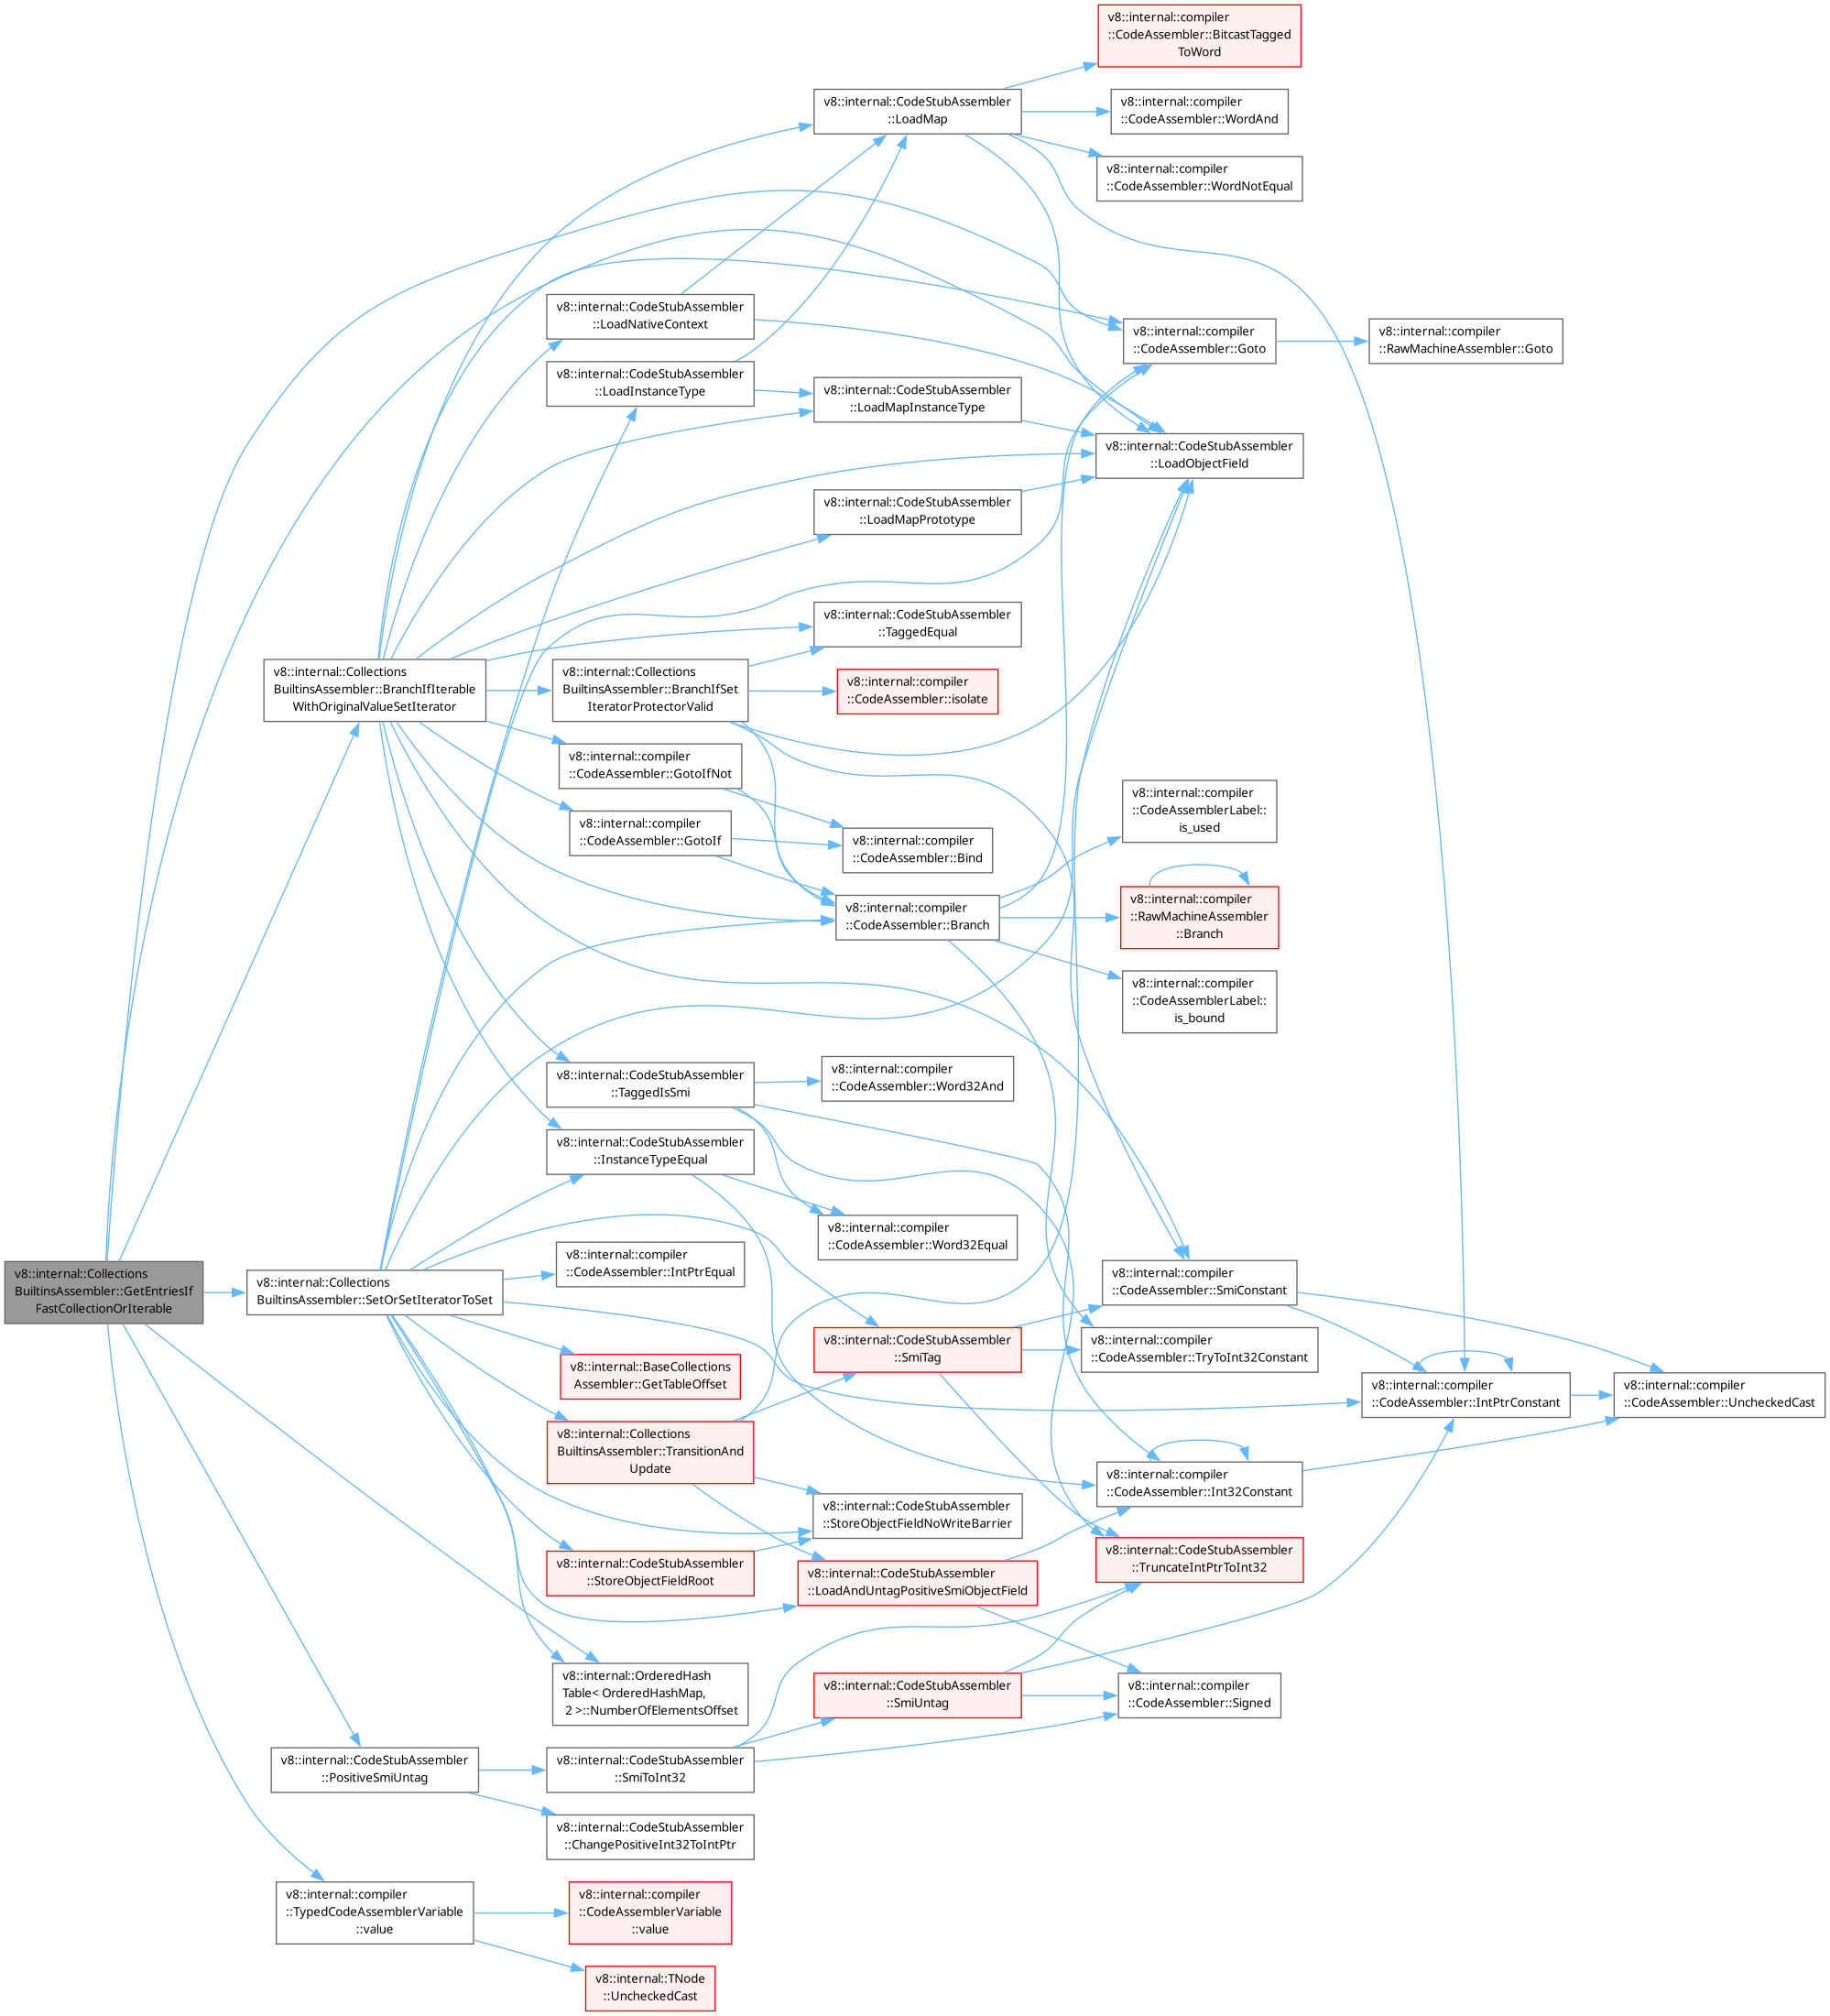 v8::internal::compiler
::CodeAssembler::BitcastTagged
ToWord
v8::internal::CodeStubAssembler
::LoadMap
v8::internal::compiler
::CodeAssembler::WordAnd
v8::internal::compiler
::CodeAssembler::WordNotEqual
v8::internal::CodeStubAssembler
::LoadNativeContext
v8::internal::compiler
::CodeAssembler::Goto
v8::internal::compiler
::RawMachineAssembler::Goto
v8::internal::CodeStubAssembler
::LoadInstanceType
v8::internal::CodeStubAssembler
::LoadMapInstanceType
v8::internal::CodeStubAssembler
::LoadObjectField
v8::internal::CodeStubAssembler
::LoadMapPrototype
v8::internal::CodeStubAssembler
::TaggedEqual
v8::internal::Collections
BuiltinsAssembler::BranchIfIterable
WithOriginalValueSetIterator
v8::internal::Collections
BuiltinsAssembler::BranchIfSet
IteratorProtectorValid
v8::internal::compiler
::CodeAssembler::isolate
v8::internal::compiler
::CodeAssembler::GotoIfNot
v8::internal::compiler
::CodeAssemblerLabel::
is_used
v8::internal::compiler
::CodeAssembler::GotoIf
v8::internal::compiler
::CodeAssembler::Bind
v8::internal::compiler
::CodeAssembler::Branch
v8::internal::compiler
::RawMachineAssembler
::Branch
v8::internal::compiler
::CodeAssemblerLabel::
is_bound
v8::internal::CodeStubAssembler
::TaggedIsSmi
v8::internal::compiler
::CodeAssembler::Word32And
v8::internal::CodeStubAssembler
::InstanceTypeEqual
v8::internal::compiler
::CodeAssembler::Word32Equal
v8::internal::Collections
BuiltinsAssembler::GetEntriesIf
FastCollectionOrIterable
v8::internal::Collections
BuiltinsAssembler::SetOrSetIteratorToSet
v8::internal::compiler
::CodeAssembler::IntPtrEqual
v8::internal::compiler
::CodeAssembler::SmiConstant
v8::internal::CodeStubAssembler
::SmiTag
v8::internal::compiler
::CodeAssembler::TryToInt32Constant
v8::internal::BaseCollections
Assembler::GetTableOffset
v8::internal::compiler
::CodeAssembler::IntPtrConstant
v8::internal::compiler
::CodeAssembler::UncheckedCast
v8::internal::Collections
BuiltinsAssembler::TransitionAnd
Update
v8::internal::compiler
::CodeAssembler::Int32Constant
v8::internal::CodeStubAssembler
::StoreObjectFieldNoWriteBarrier
v8::internal::CodeStubAssembler
::StoreObjectFieldRoot
v8::internal::CodeStubAssembler
::LoadAndUntagPositiveSmiObjectField
v8::internal::CodeStubAssembler
::TruncateIntPtrToInt32
v8::internal::OrderedHash
Table< OrderedHashMap,
2 >::NumberOfElementsOffset
v8::internal::CodeStubAssembler
::SmiUntag
v8::internal::compiler
::CodeAssembler::Signed
v8::internal::CodeStubAssembler
::PositiveSmiUntag
v8::internal::CodeStubAssembler
::SmiToInt32
v8::internal::CodeStubAssembler
::ChangePositiveInt32ToIntPtr
v8::internal::compiler
::TypedCodeAssemblerVariable
::value
v8::internal::compiler
::CodeAssemblerVariable
::value
v8::internal::TNode
::UncheckedCast